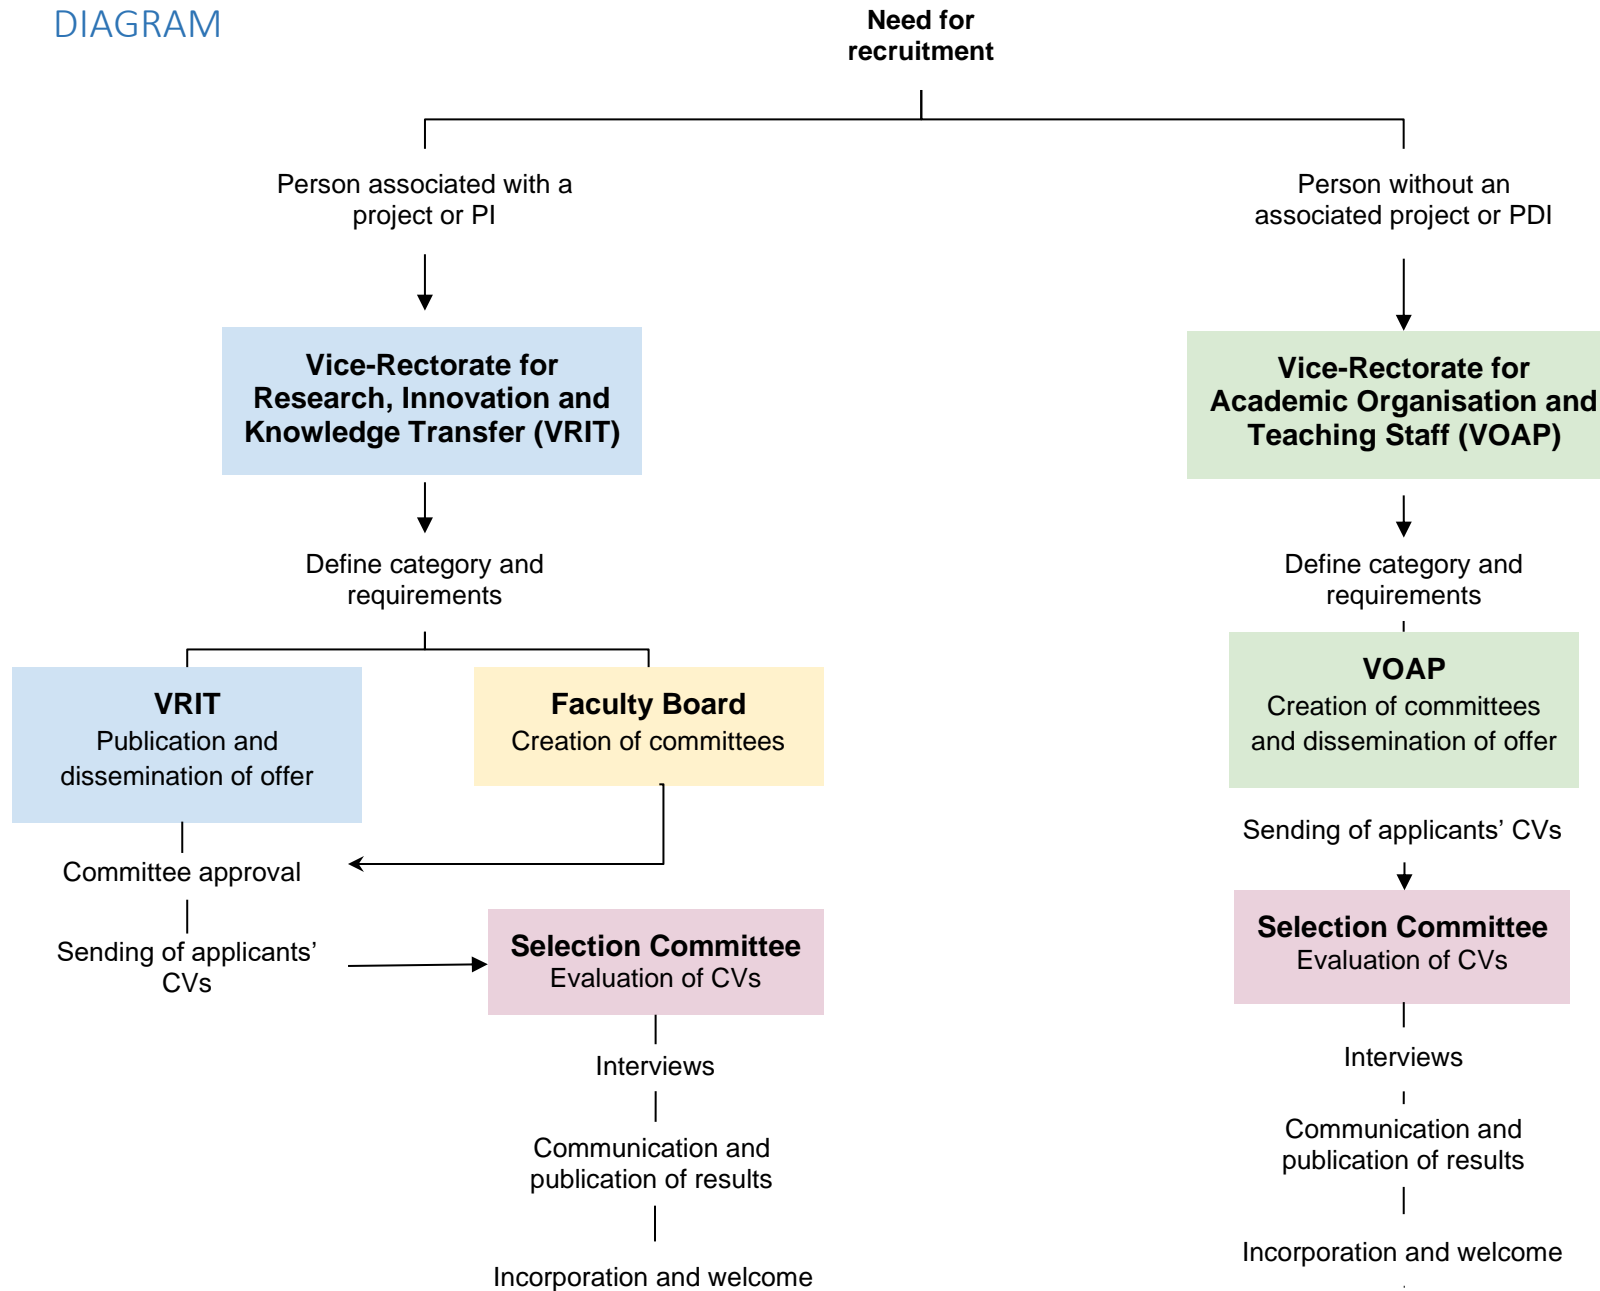 DIAGRAM
Need for
recruitment
Person associated with a
project or PI
Person without an
associated project or PDI
Vice-Rectorate for
Research, Innovation and
Knowledge Transfer (VRIT)
Vice-Rectorate for
Academic Organisation and
Teaching Staff (VOAP)
Define category and
requirements
Define category and
requirements
VRIT
Publication and
dissemination of offer
Faculty Board
Creation of committees
VOAP
Creation of committees
and dissemination of offer
Committee approval
Sending of applicants’ CVs
Sending of applicants’
CVs
Selection Committee
Evaluation of CVs
Selection Committee
Evaluation of CVs
Interviews
Interviews
Communication and
publication of results
Communication and
publication of results
Incorporation and welcome
Incorporation and welcome